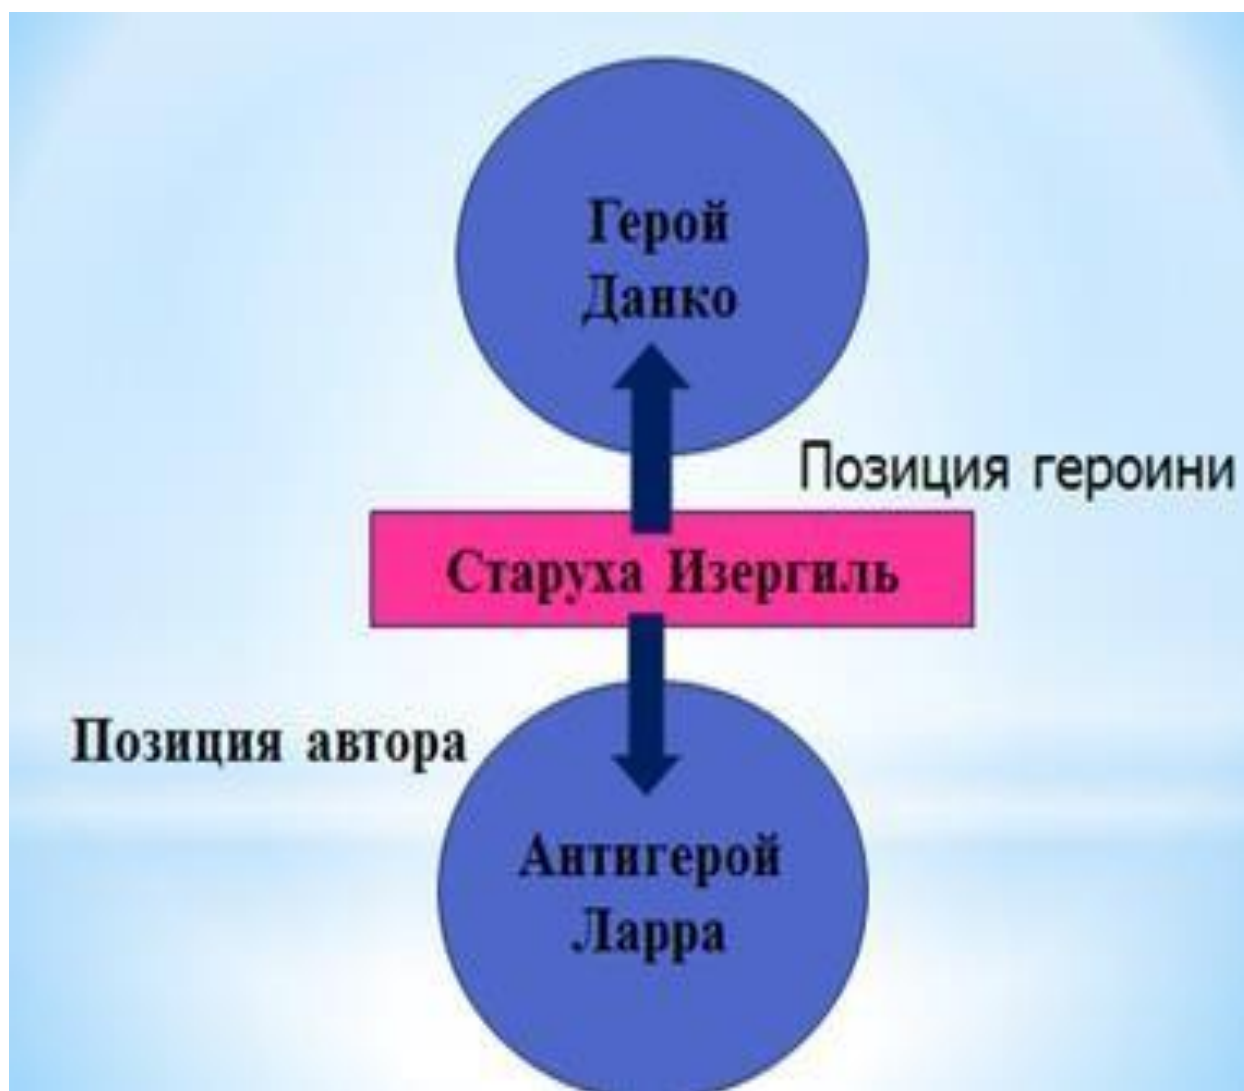 Герой
Данко
Позиция героини
Старуха Изергиль
Позиция автора
Антигерой
Ларра